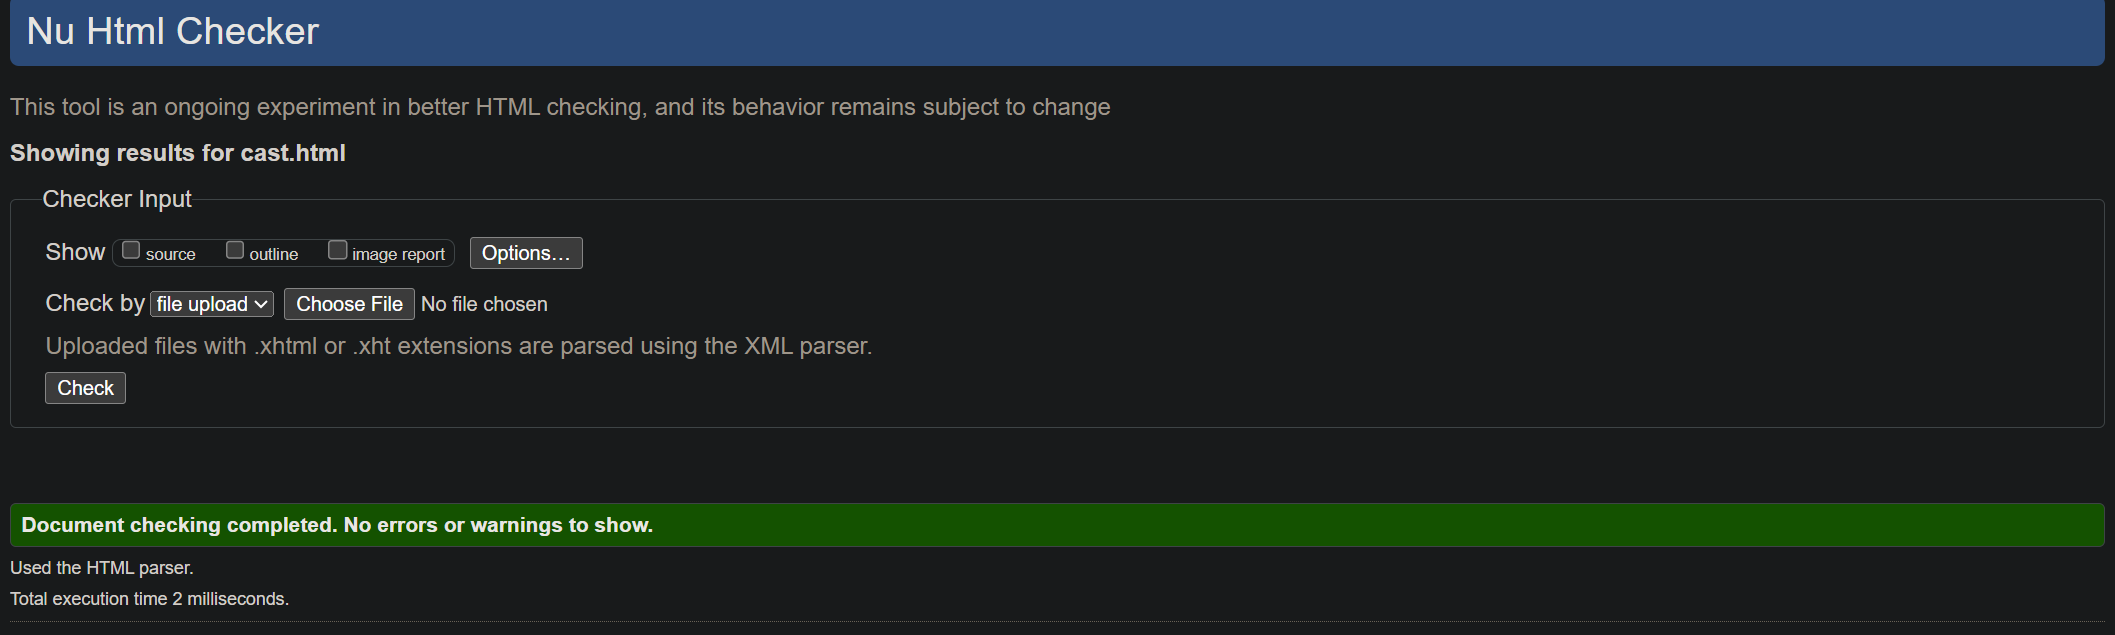 Nu Html Checker
This tool is an ongoing experiment in better HTML checking, and its behavior remains subject to change
Showing results for cast.html
Checker Input
Show source outline image report Options...
Check by file upload Choose File No file chosen
Uploaded files with .xhtml or .xht extensions are parsed using the XML parser.
Check
Document checking completed. No errors or warnings to show.
Used the HTML parser.
Total execution time 2 milliseconds.